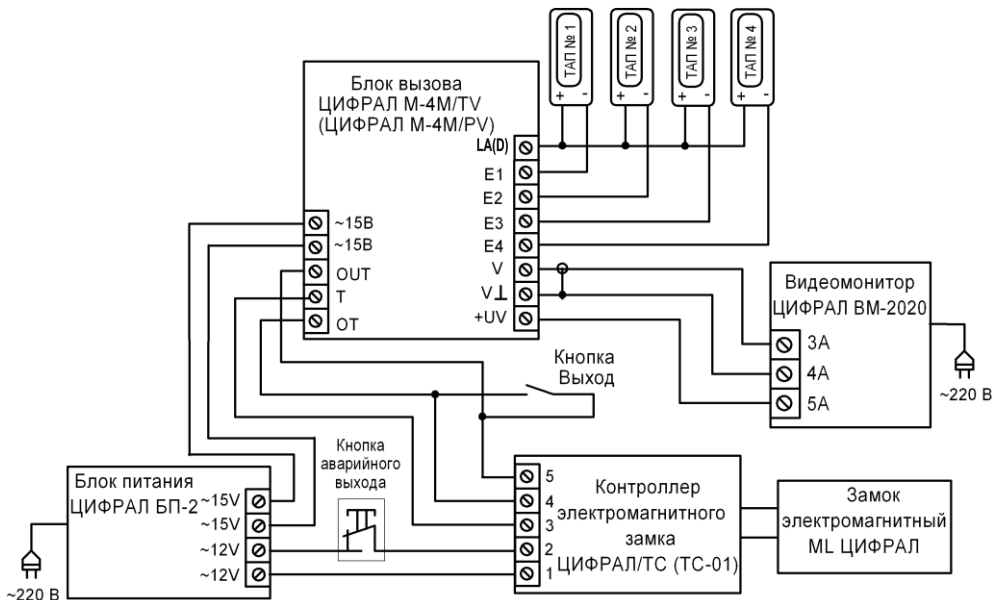 ТАП № 1
ТАП № 2
ТАП № 3
ТАП № 4
+ -
+ -
+ -
+ -
Блок вызова
ЦИФРАЛ М-4М/TV
(ЦИФРАЛ М-4М/PV)
LA(D)
E1
E2
E3
E4
V
V⊥
+UV
~15В
~15В
OUT
T
OT
Видеомонитор
ЦИФРАЛ ВМ-2020
3A
4A
5A
~220 В
Кнопка
Выход
Кнопка
аварийного
выхода
Блок питания
ЦИФРАЛ БП-2
~15V
~15V
~12V
~12V
~220 В
5
4
3
2
1
Контроллер
электромагнитного
замка
ЦИФРАЛ/ТС (ТС-01)
Замок
электромагнитный
ML ЦИФРАЛ